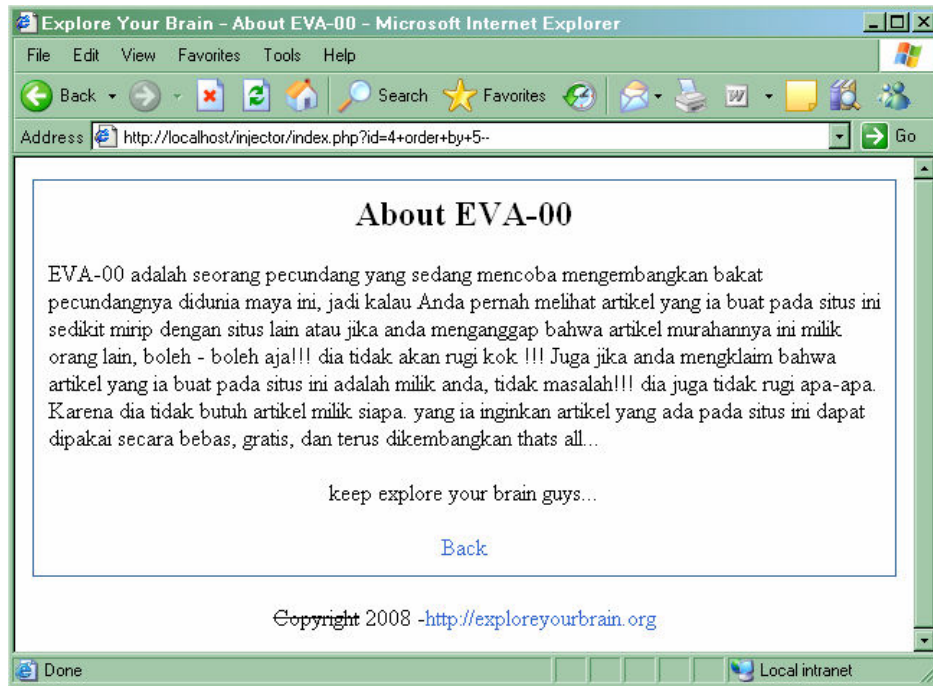 Explore Your Brain - About EVA-00 - Microsoft Internet Explorer
File Edit View Favorites Tools Help
Back Search Favorites
Address http://localhost/injector/index.php?id=4+order+by+5-- Go
About EVA-00
EVA-00 adalah seorang pecundang yang sedang mencoba mengembangkan bakat
pecundangnya didunia maya ini, jadi kalau Anda pernah melihat artikel yang ia buat pada situs ini
sedikit mirip dengan situs lain atau jika anda menganggap bahwa artikel murahannya ini milik
orang lain, boleh - boleh aja!!! dia tidak akan rugi kok !!! Juga jika anda mengklaim bahwa
artikel yang ia buat pada situs ini adalah milik anda, tidak masalah!!! dia juga tidak rugi apa-apa.
Karena dia tidak butuh artikel milik siapa. yang ia inginkan artikel yang ada pada situs ini dapat
dipakai secara bebas, gratis, dan terus dikembangkan thats all...
keep explore your brain guys...
Back
Copyright 2008 -http://exploreyourbrain.org
Done Local intranet